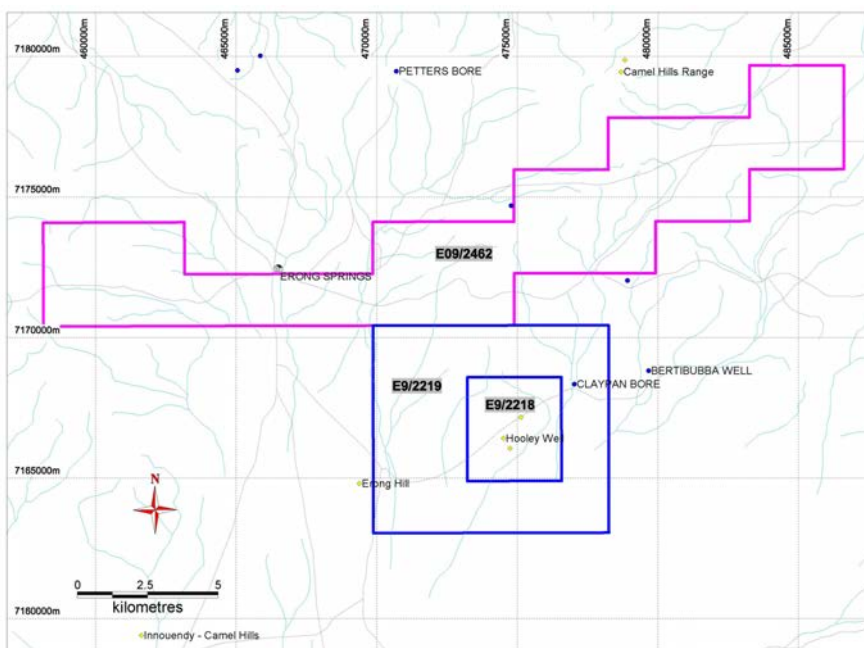 460000m
465000m
470000m
475000m
480000m
485000m
7180000m
PETTERS BORE
Camel Hills Range
7175000m
E09/2462
ERONG SPRINGS
7170000m
BERTIBUBBA WELL
E9/2219
CLAYPAN BORE
E9/2218
Hooley Well
7165000m
Erong Hill
N
0 2.5 5
kilometres
7160000m
Innouendy - Camel Hills